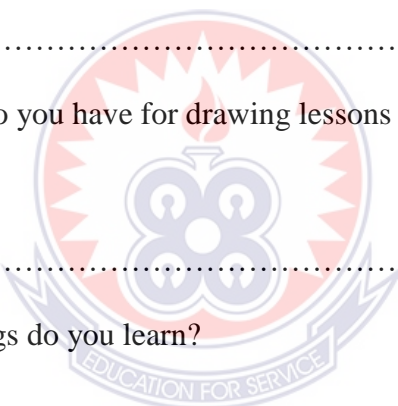 ……………………………………
o you have for drawing lessons
……………………………………
gs do you learn?
EDUCATION FOR SERVICE